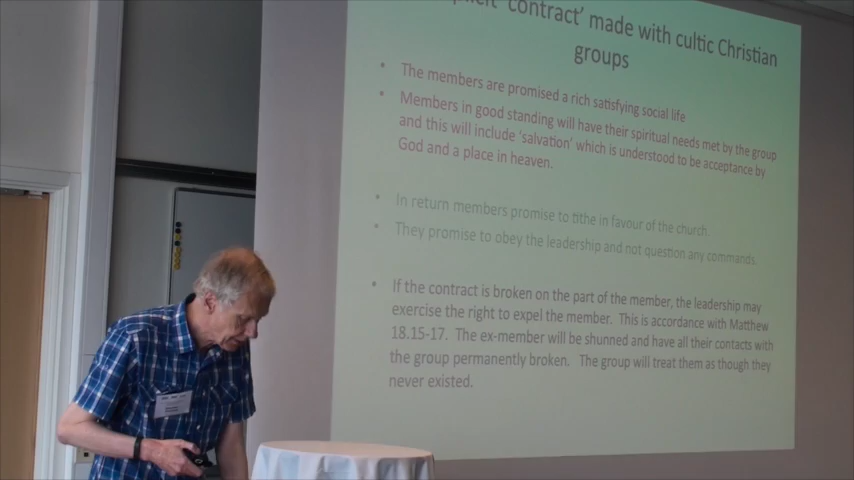 'contract' made with cultic Christian
groups
• The members are promised a rich satisfying social life
• Members in good standing will have their spiritual needs met by the group
and this will include 'salvation' which is understood to be acceptance by
God and a place in heaven.
• In return members promise to tithe in favour of the church.
• They promise to obey the leadership and not question any commands.
• If the contract is broken on the part of the member, the leadership may
exercise the right to expel the member. This is accordance with Matthew
18.15-17. The ex-member will be shunned and have all their contacts with
the group permanently broken. The group will treat them as though they
never existed.